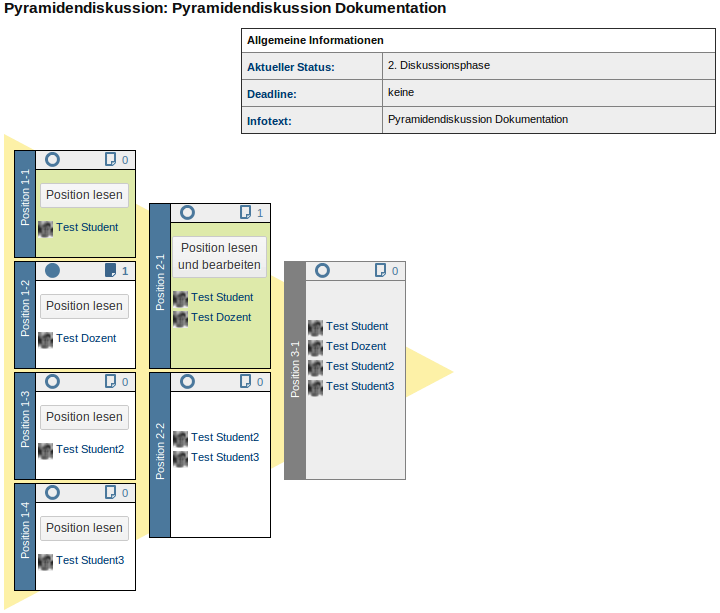 Pyramidendiskussion: Pyramidendiskussion Dokumentation
Allgemeine Informationen
Aktueller Status: 2. Diskussionsphase
Deadline: keine
Infotext: Pyramidendiskussion Dokumentation
Position 1-1
0
Position lesen
Test Student
Position 1-2
1
Position lesen
Test Dozent
Position 1-3
0
Position lesen
Test Student2
Position 1-4
0
Position lesen
Test Student3
Position 2-1
1
Position lesen
und bearbeiten
Test Student
Test Dozent
Position 2-2
0
Test Student2
Test Student3
Position 3-1
0
Test Student
Test Dozent
Test Student2
Test Student3